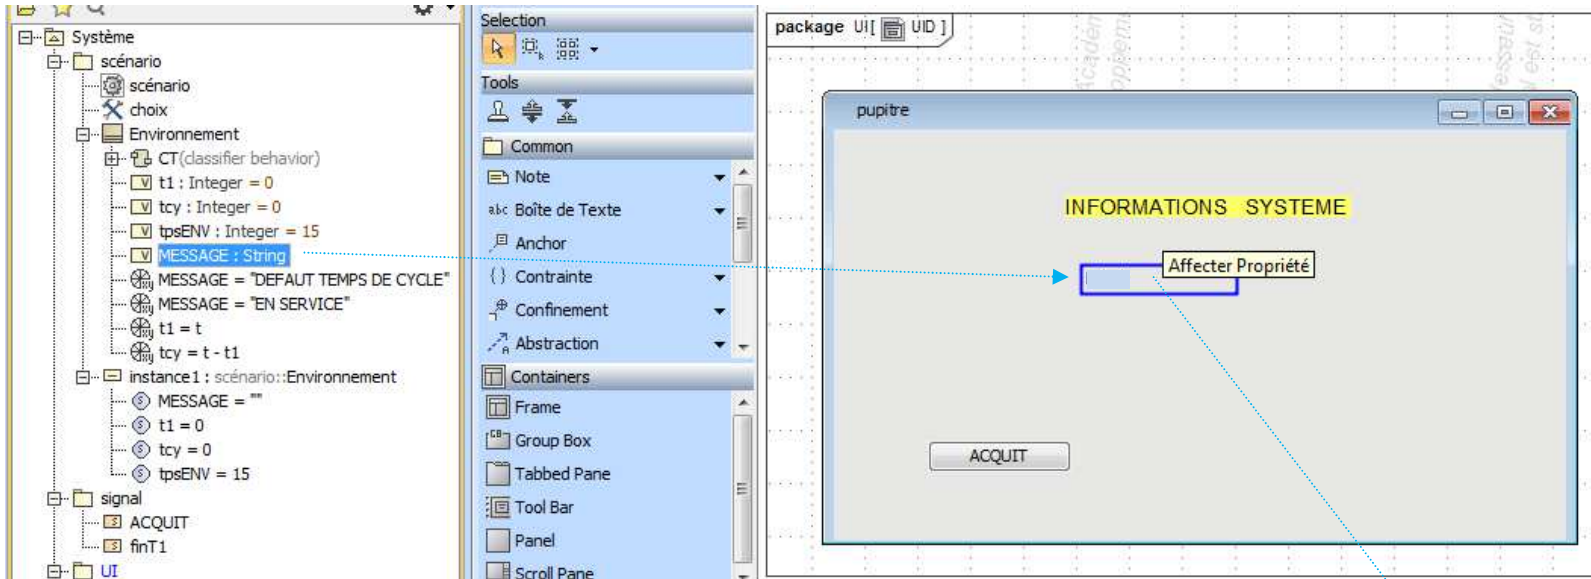 Système
scénario
scénario
choix
Environnement
CT(classifier behavior)
t1 : Integer = 0
tcy : Integer = 0
tpsENV : Integer = 15
MESSAGE : String
MESSAGE = "DEFAUT TEMPS DE CYCLE"
MESSAGE = "EN SERVICE"
t1 = t
tcy = t - t1
instance1 : scénario::Environnement
MESSAGE = ""
t1 = 0
tcy = 0
tpsENV = 15
signal
ACQUIT
finT1
UI
Selection
Tools
Common
Note
abc Boîte de Texte
Anchor
{} Contrainte
Confinement
Abstraction
Containers
Frame
Group Box
Tabbed Pane
Tool Bar
Panel
Scroll Pane
package UI[ UID ]
pupitre
INFORMATIONS SYSTEME
Affecter Propriété
ACQUIT